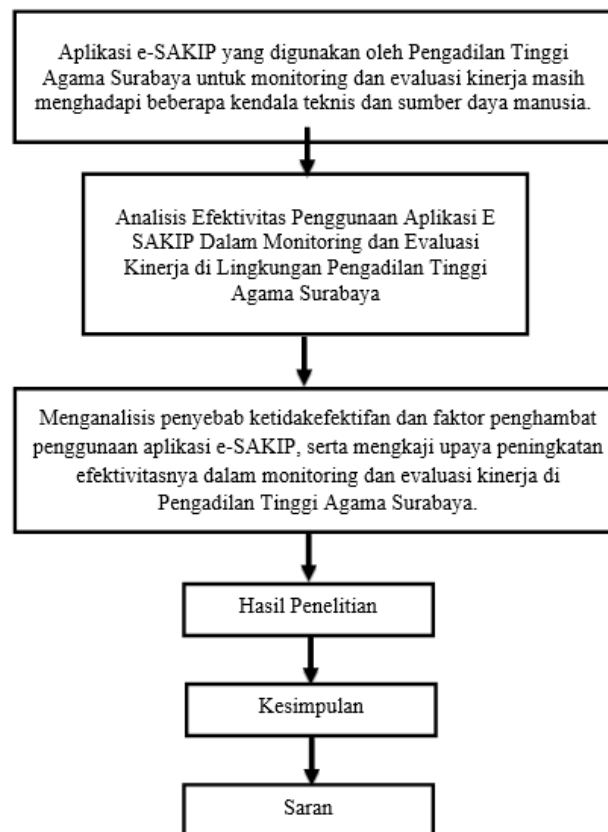 Aplikasi e-SAKIP yang digunakan oleh Pengadilan Tinggi
Agama Surabaya untuk monitoring dan evaluasi kinerja masih
menghadapi beberapa kendala teknis dan sumber daya manusia.
Analisis Efektivitas Penggunaan Aplikasi E
SAKIP Dalam Monitoring dan Evaluasi
Kinerja di Lingkungan Pengadilan Tinggi
Agama Surabaya
Menganalisis penyebab ketidakefektifan dan faktor penghambat
penggunaan aplikasi e-SAKIP, serta mengkaji upaya peningkatan
efektivitasnya dalam monitoring dan evaluasi kinerja di
Pengadilan Tinggi Agama Surabaya.
Hasil Penelitian
Kesimpulan
Saran